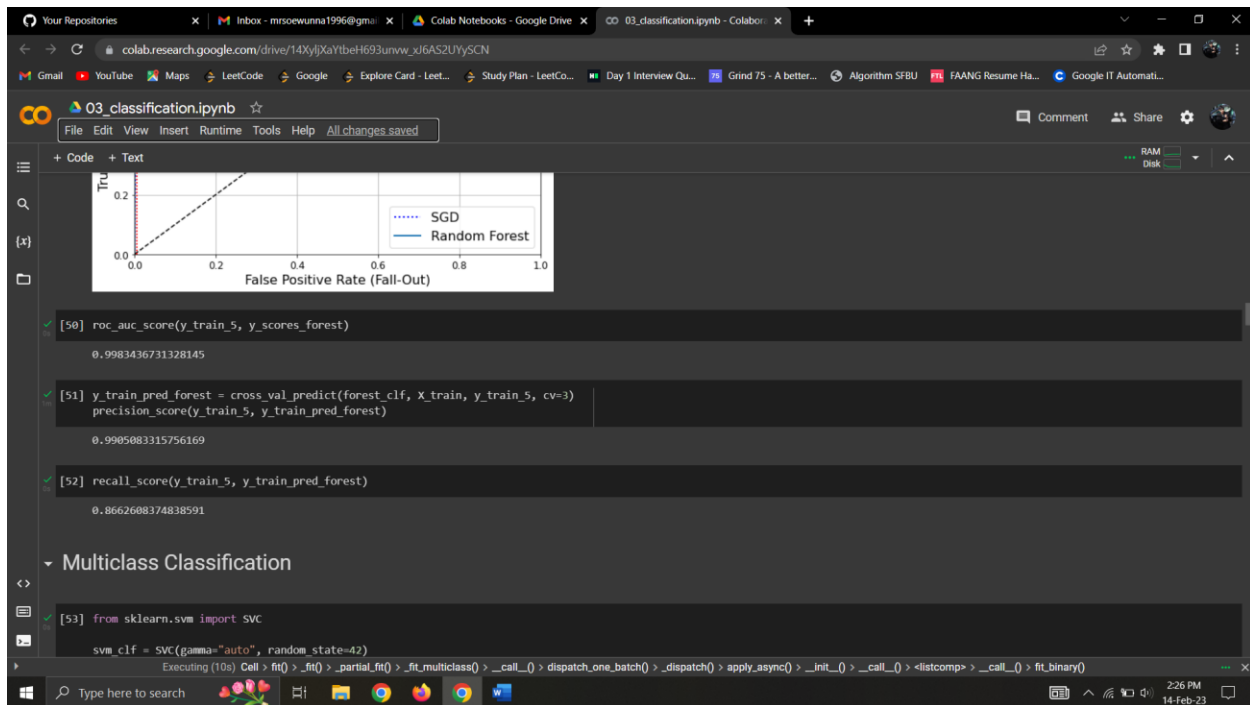 Your Repositories
Inbox - mrsoewunna1996@gmai
Colab Notebooks - Google Drive
03_classification.ipynb - Colabora
colab.research.google.com/drive/14XyljXaYtbeH693unvw_xJ6AS2UYySCN
Gmail YouTube Maps LeetCode Google Explore Card - Leet... Study Plan - LeetCo... Day 1 Interview Qu... Grind 75 - A better... Algorithm SFBU FAANG Resume Ha... Google IT Automati...
03_classification.ipynb
Comment Share
File Edit View Insert Runtime Tools Help All changes saved
+ Code + Text
RAM
Disk
Tru
0.2
SGD
Random Forest
0.0
0.0 0.2 0.4 0.6 0.8 1.0
False Positive Rate (Fall-Out)
[50] roc_auc_score(y_train_5, y_scores_forest)
0.9983436731328145
[51] y_train_pred_forest = cross_val_predict(forest_clf, X_train, y_train_5, cv=3)
precision_score(y_train_5, y_train_pred_forest)
0.9905083315756169
[52] recall_score(y_train_5, y_train_pred_forest)
0.8662608374838591
Multiclass Classification
[53] from sklearn.svm import SVC
svm_clf = SVC(gamma="auto", random_state=42)
Executing (10s) Cell > fit() > _fit() > _partial_fit() > _fit_multiclass() > __call__() > dispatch_one_batch() > _dispatch() > apply_async() > __init__() > __call__() > <listcomp> > __call__() > fit_binary()
Type here to search
2:26 PM
14-Feb-23